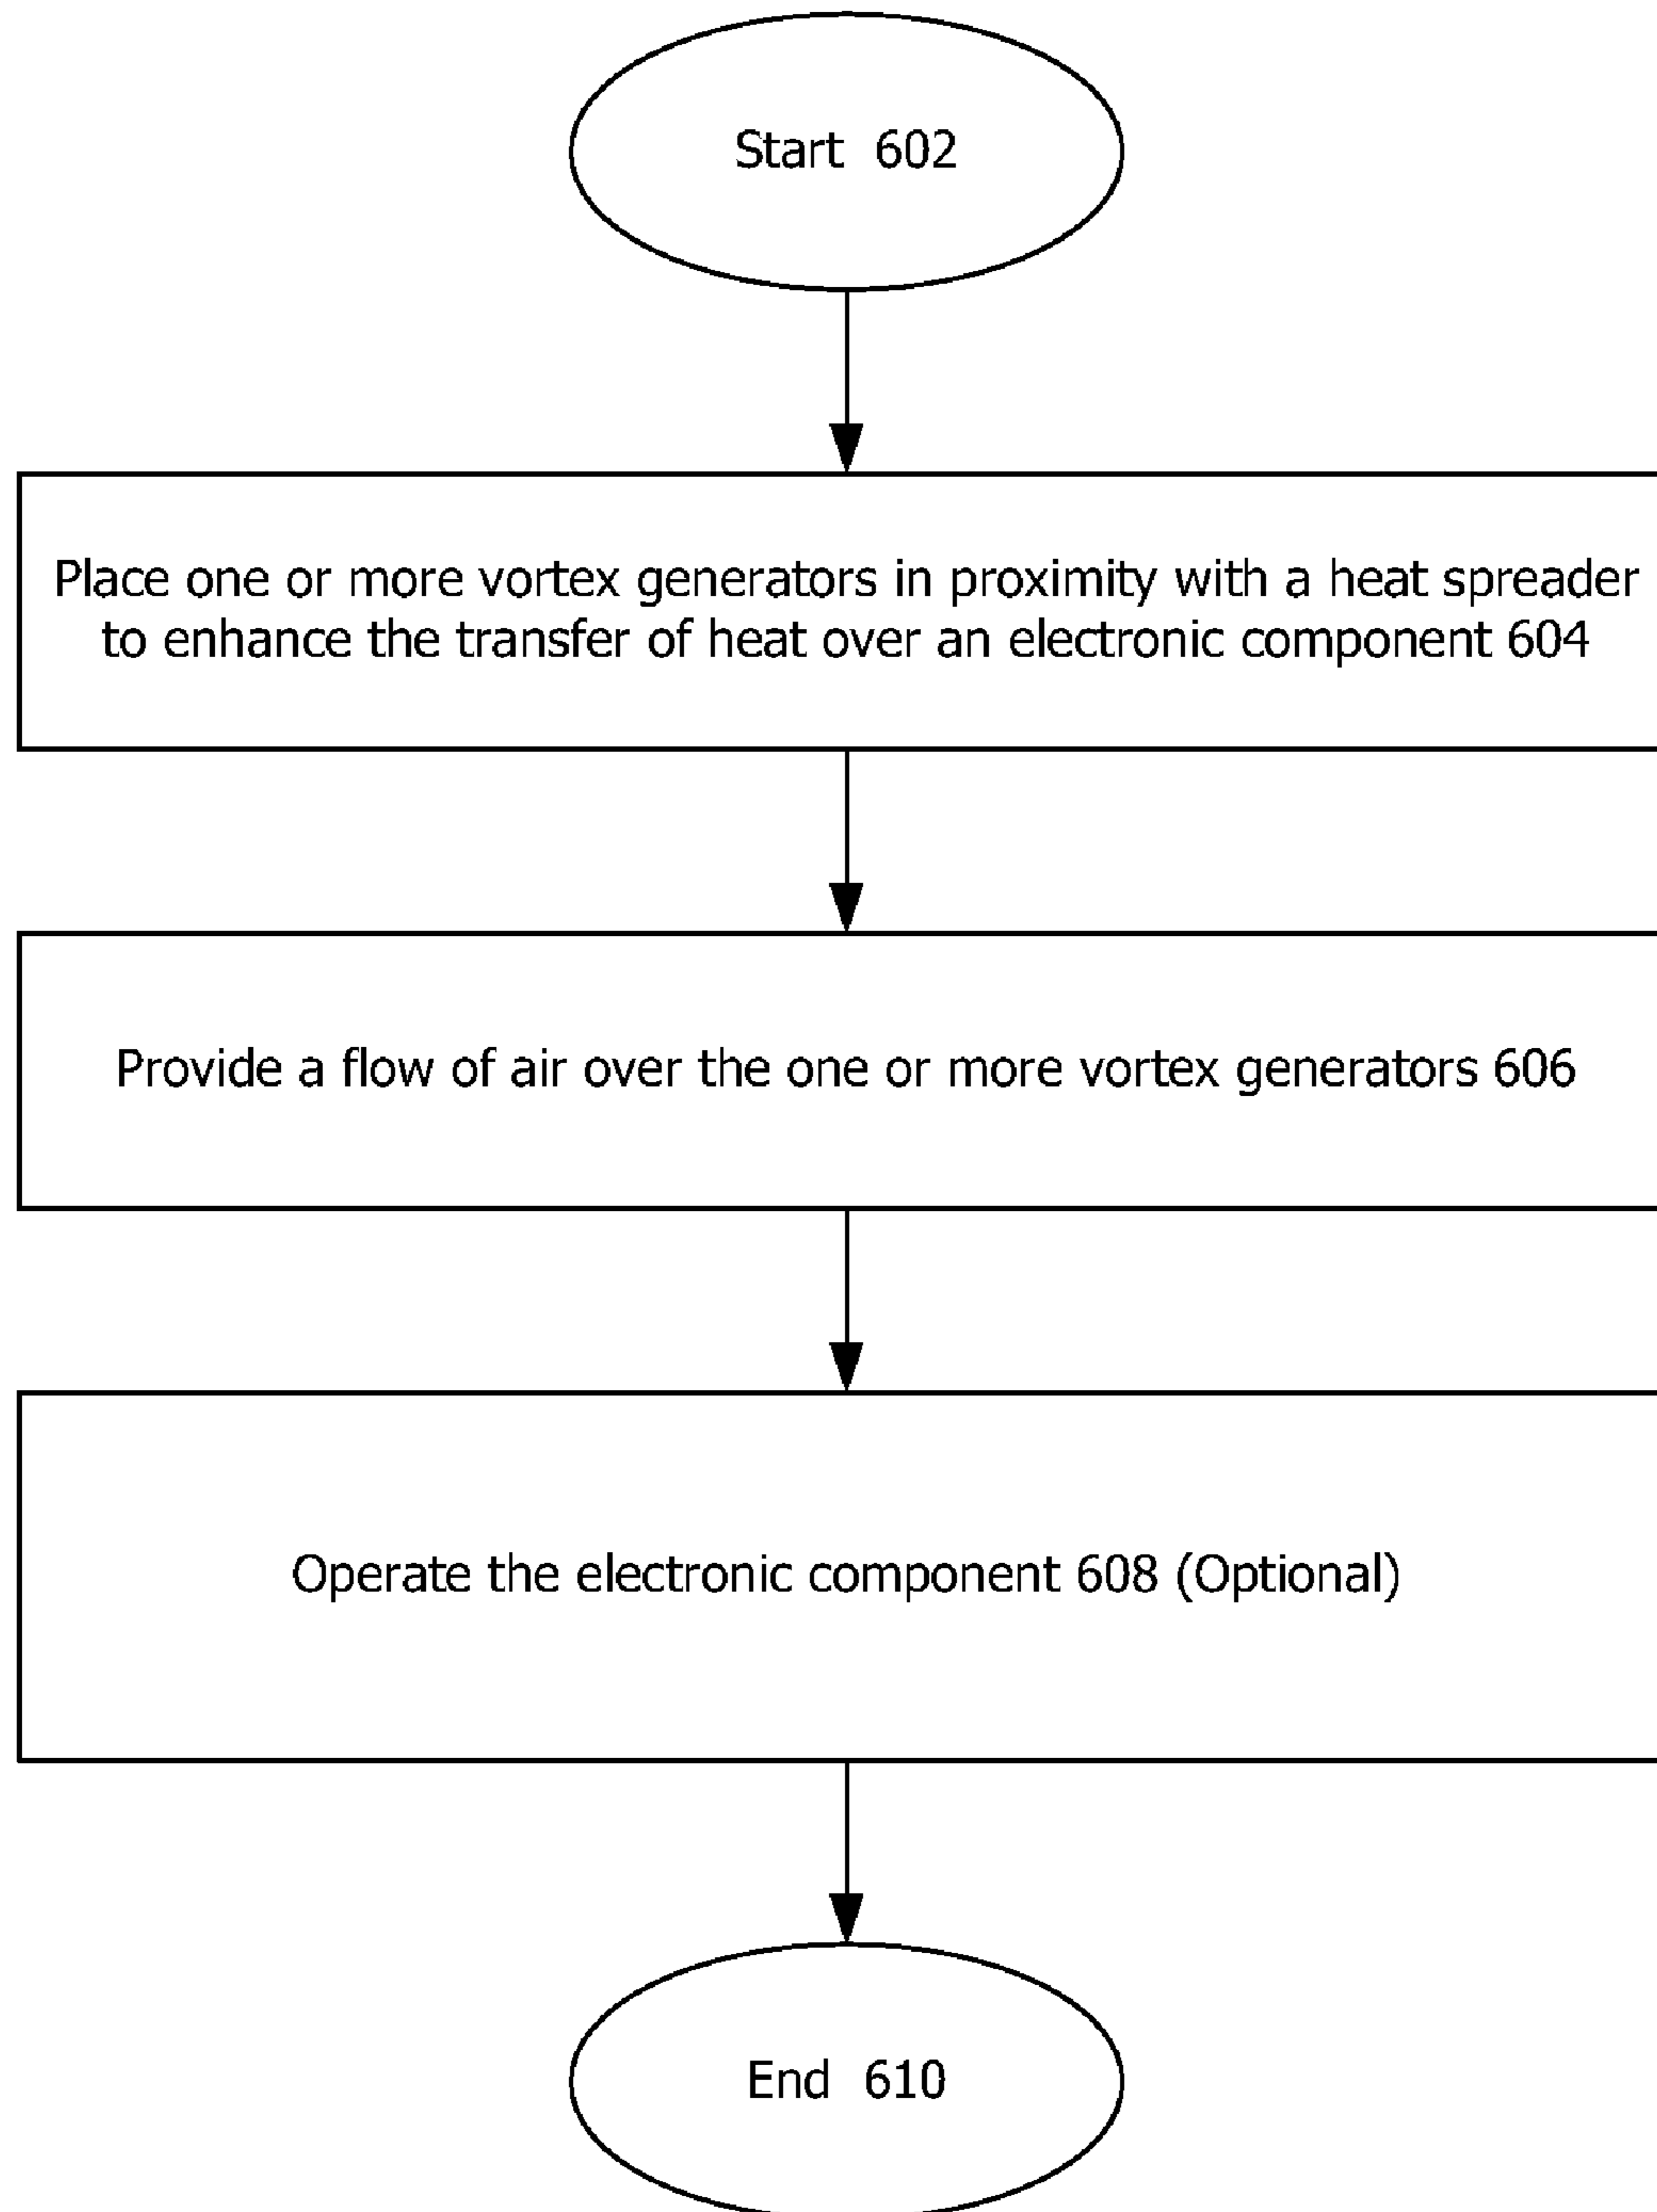 Start 602
Place one or more vortex generators in proximity with a heat spreader
to enhance the transfer of heat over an electronic component 604
Provide a flow of air over the one or more vortex generators 606
Operate the electronic component 608 (Optional)
End 610